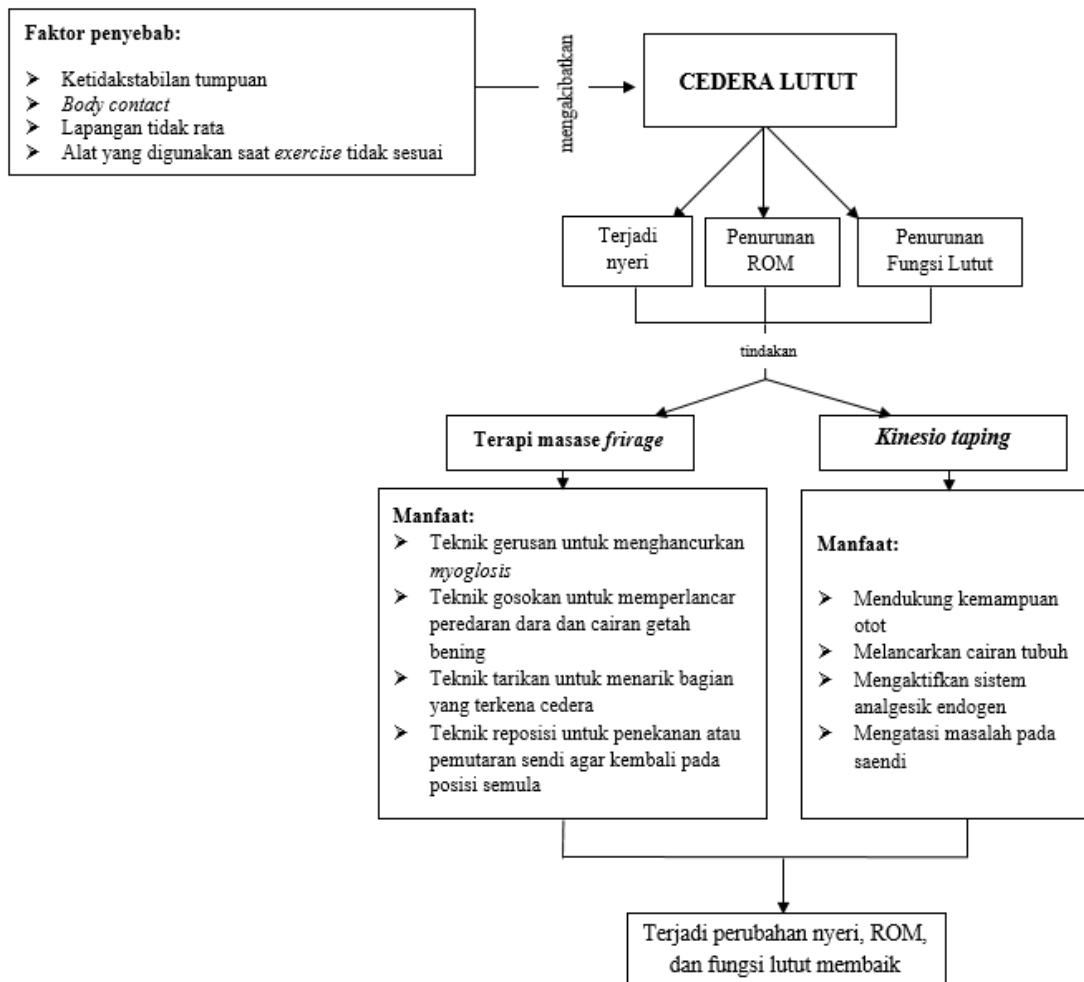 Faktor penyebab:
➤ Ketidakstabilan tumpuan
➤ Body contact
➤ Lapangan tidak rata
➤ Alat yang digunakan saat exercise tidak sesuai
mengakibatkan
CEDERA LUTUT
Terjadi
nyeri
Penurunan
ROM
Penurunan
Fungsi Lutut
tindakan
Terapi masase frirage
Kinesio taping
Manfaat:
➤ Teknik gerusan untuk menghancurkan
myoglosis
➤ Teknik gosokan untuk memperlancar
peredaran dara dan cairan getah
bening
➤ Teknik tarikan untuk menarik bagian
yang terkena cedera
➤ Teknik reposisi untuk penekanan atau
pemutaran sendi agar kembali pada
posisi semula
Manfaat:
➤ Mendukung kemampuan
otot
➤ Melancarkan cairan tubuh
➤ Mengaktifkan sistem
analgesik endogen
➤ Mengatasi masalah pada
saendi
Terjadi perubahan nyeri, ROM,
dan fungsi lutut membaik